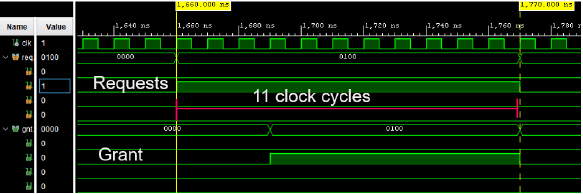 1,660.000 ns
1,770.000 ns
Name Value
1,640 ns
1,680 ns
1,700 ns
1,720 ns
1,740 ns
1,760 ns
1,780
clk 1
req 0100
0000
0100
0
1
Requests
0
11 clock cycles
0
gnt 0000
0000
0100
0
0
Grant
0
0